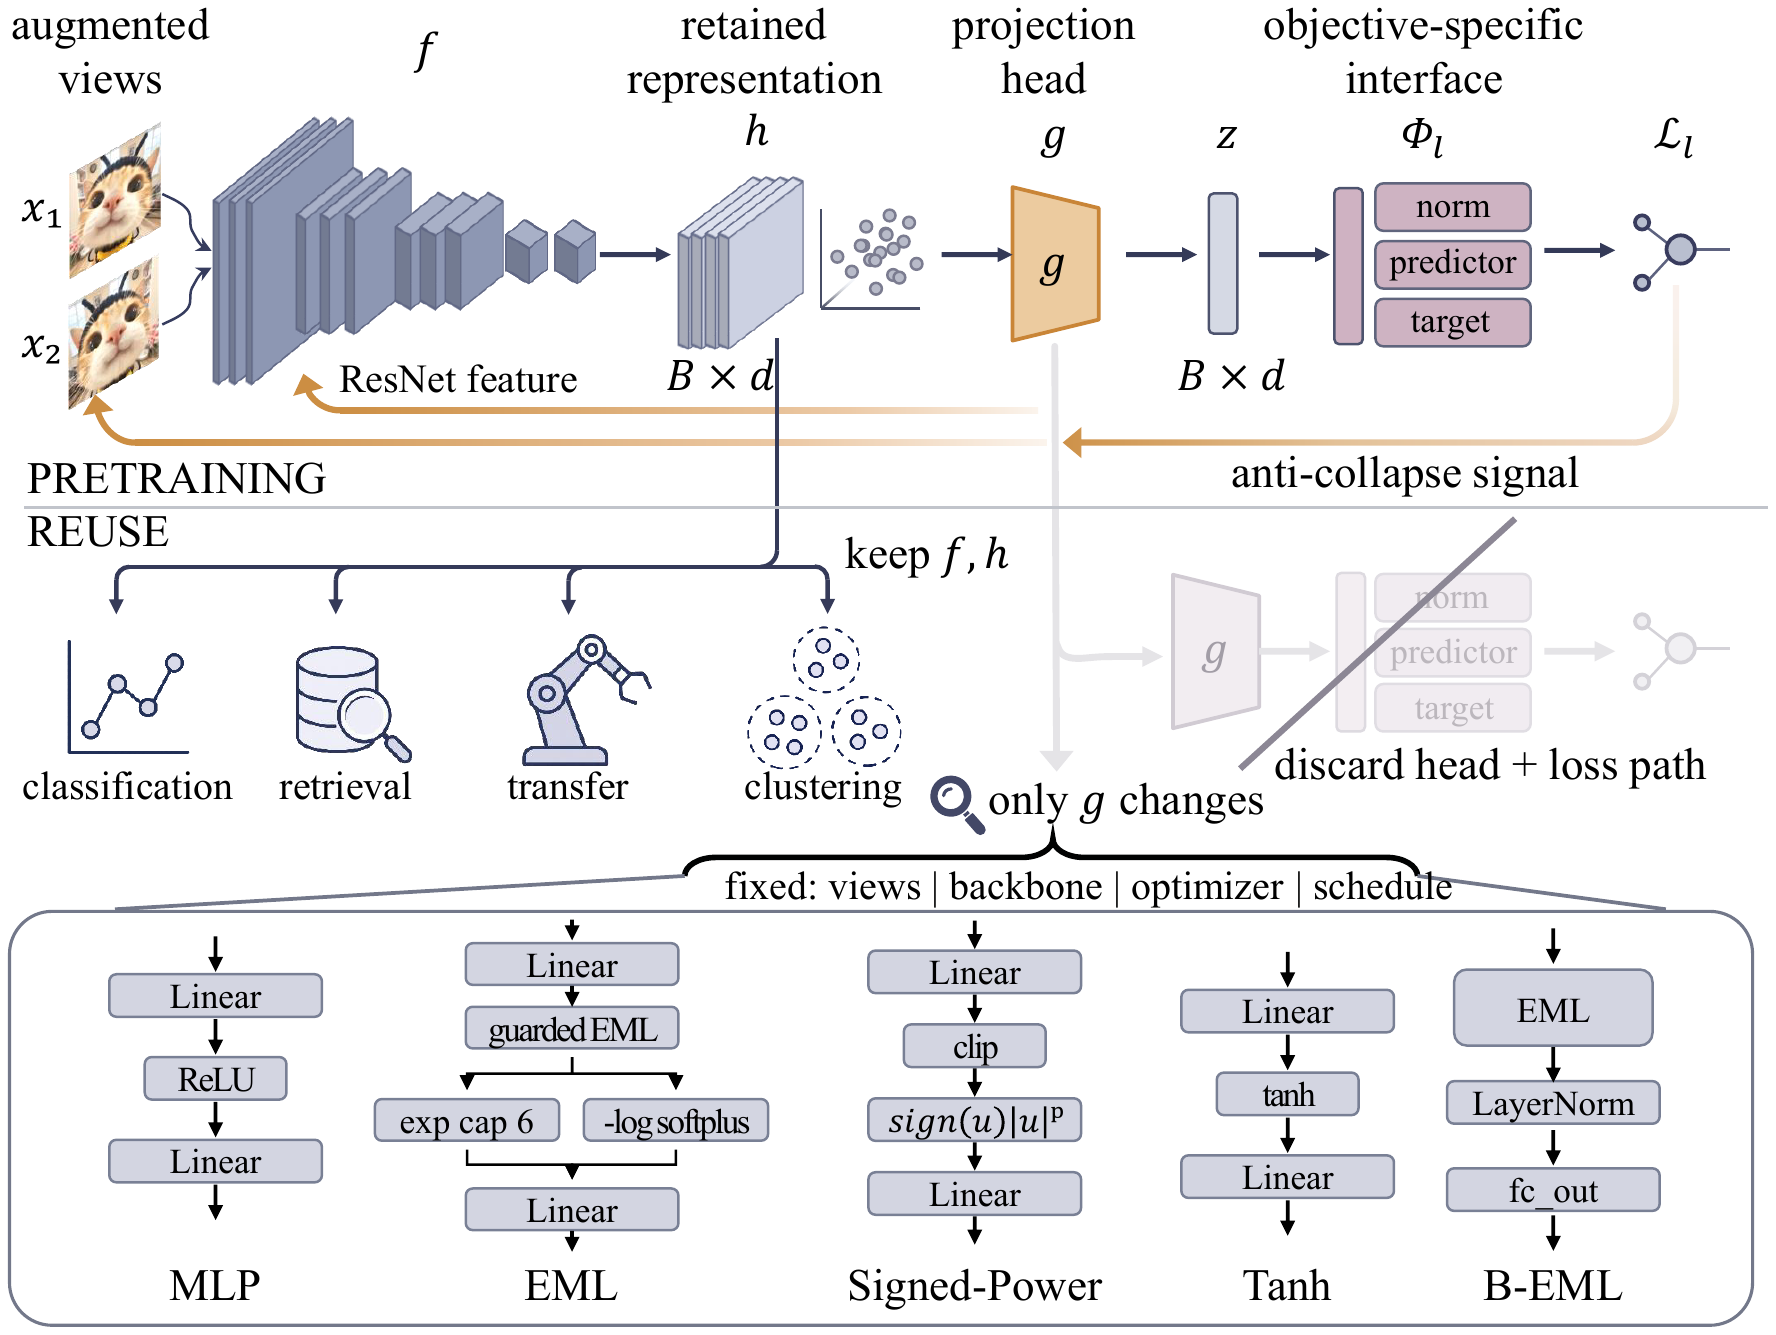 augmented
views
f
retained
representation
h
projection
head
g
z
objective-specific
interface
Φ_l
ℒ_l
x₁
x₂
g
norm
predictor
target
ResNet feature
B × d
B × d
anti-collapse signal
PRETRAINING
REUSE
keep f, h
g
norm
predictor
target
classification
retrieval
transfer
clustering
discard head + loss path
only g changes
fixed: views | backbone | optimizer | schedule
Linear
ReLU
Linear
MLP
Linear
guarded EML
exp cap 6
-log softplus
Linear
EML
Linear
clip
sign(u)|u|ᵖ
Linear
Signed-Power
Linear
tanh
Linear
Tanh
EML
LayerNorm
fc_out
B-EML